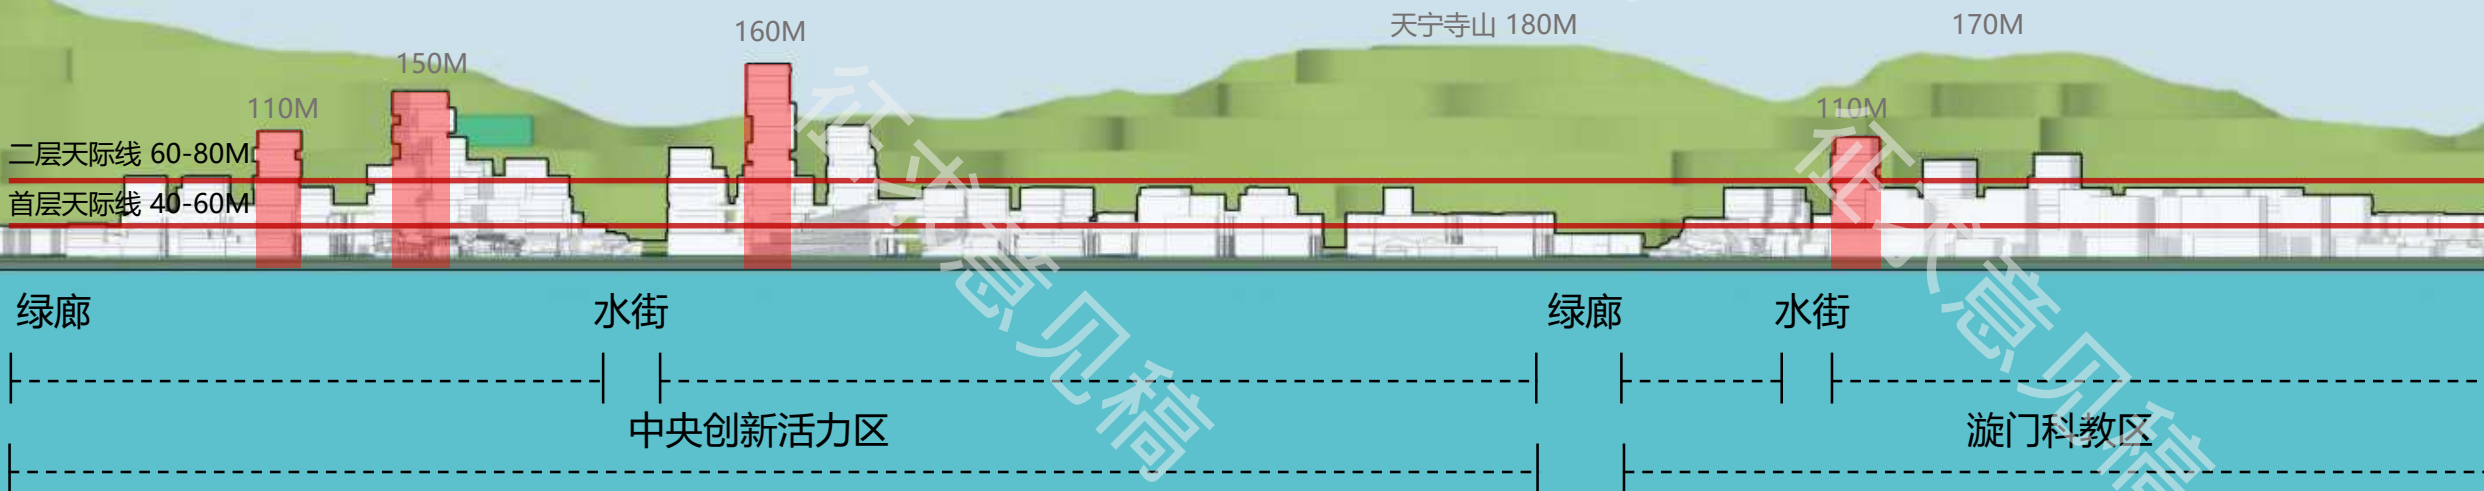 天宁寺山 180M
170M
160M
150M
110M
110M
二层天际线 60-80M
首层天际线 40-60M
绿廊
水街
绿廊
水街
中央创新活力区
漩门科教区
征求意见稿
征求意见稿